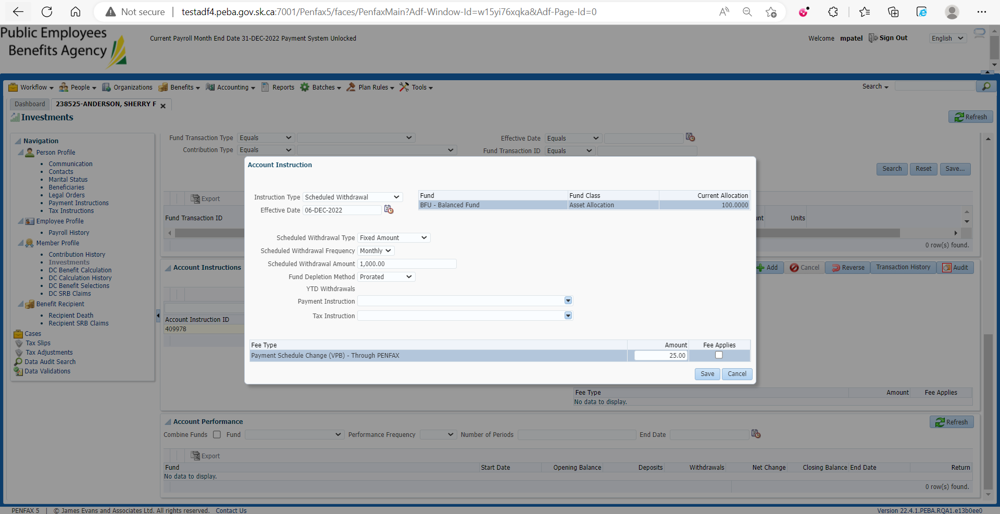 Not secure | testadf4.peba.gov.sk.ca:7001/Penfax5/faces/PenfaxMain?Adf-Window-Id=w15yi76xqka&Adf-Page-Id=0
Public Employees
Benefits Agency
Current Payroll Month End Date 31-DEC-2022 Payment System Unlocked
Welcome mpatel Sign Out English
Workflow People Organizations Benefits Accounting Reports Batches Plan Rules Tools Search
Dashboard 238525-ANDERSON, SHERRY F
Investments
Refresh
Navigation
Person Profile
Communication
Contacts
Marital Status
Beneficiaries
Legal Orders
Payment Instructions
Tax Instructions
Employee Profile
Payroll History
Member Profile
Contribution History
Investments
DC Benefit Calculation
DC Calculation History
DC Benefit Selections
DC SRB Claims
Benefit Recipient
Recipient Death
Recipient SRB Claims
Cases
Tax Slips
Tax Adjustments
Data Audit Search
Data Validations
Fund Transaction Type Equals Effective Date Equals
Contribution Type Equals Fund Transaction ID Equals
Search Reset Save...
Export
Fund Transaction ID
Units
0 row(s) found.
Account Instructions
Add Cancel Reverse Transaction History Audit
Account Instruction ID
409978
Account Instruction
Instruction Type Scheduled Withdrawal
Effective Date 06-DEC-2022
Fund Fund Class Current Allocation
BFU - Balanced Fund Asset Allocation 100.0000
Scheduled Withdrawal Type Fixed Amount
Scheduled Withdrawal Frequency Monthly
Scheduled Withdrawal Amount 1,000.00
Fund Depletion Method Prorated
YTD Withdrawals
Payment Instruction
Tax Instruction
Fee Type Amount Fee Applies
Payment Schedule Change (VPB) - Through PENFAX 25.00
Save Cancel
Fee Type Amount Fee Applies
No data to display.
Account Performance
Refresh
Combine Funds Fund Performance Frequency Number of Periods End Date
Export
Fund Start Date Opening Balance Deposits Withdrawals Net Change Closing Balance End Date Return
No data to display.
0 row(s) found.
PENFAX 5 | © James Evans and Associates Ltd. All rights reserved. Contact Us
Version 22.4.1.PEBA.RQA1.e13b0ee0